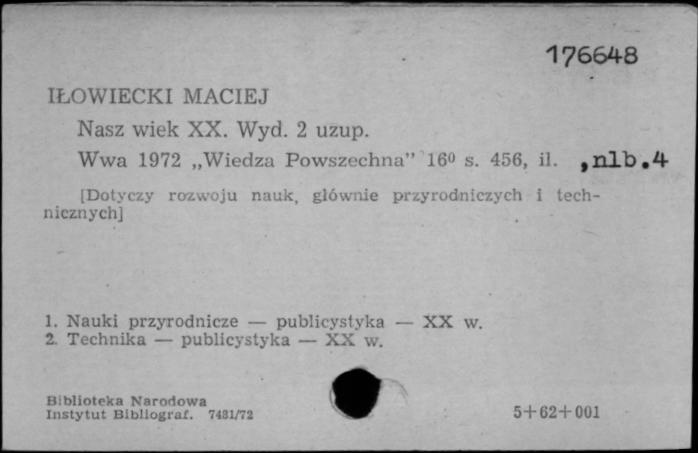 176648
IŁOWIECKI MACIEJ
Nasz wiek XX. Wyd. 2 uzup.
Wwa 1972 „Wiedza Powszechna” 16⁰ s. 456, il. ,nlb.4
[Dotyczy rozwoju nauk, głównie przyrodniczych i tech-
nicznych]
1. Nauki przyrodnicze — publicystyka — XX w.
2. Technika — publicystyka — XX w.
Biblioteka Narodowa
Instytut Bibliograf. 7481/72
5+62+001